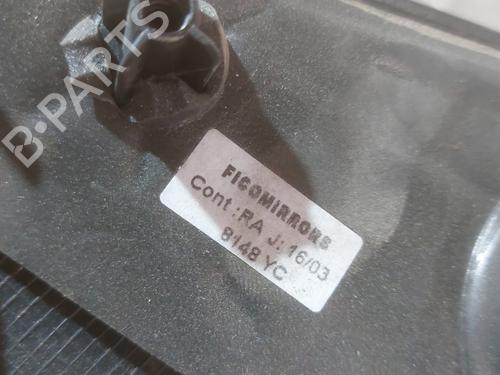 B-PARTS
FICOMIRRORS
Cont :RA J: 16/03
8148 YC